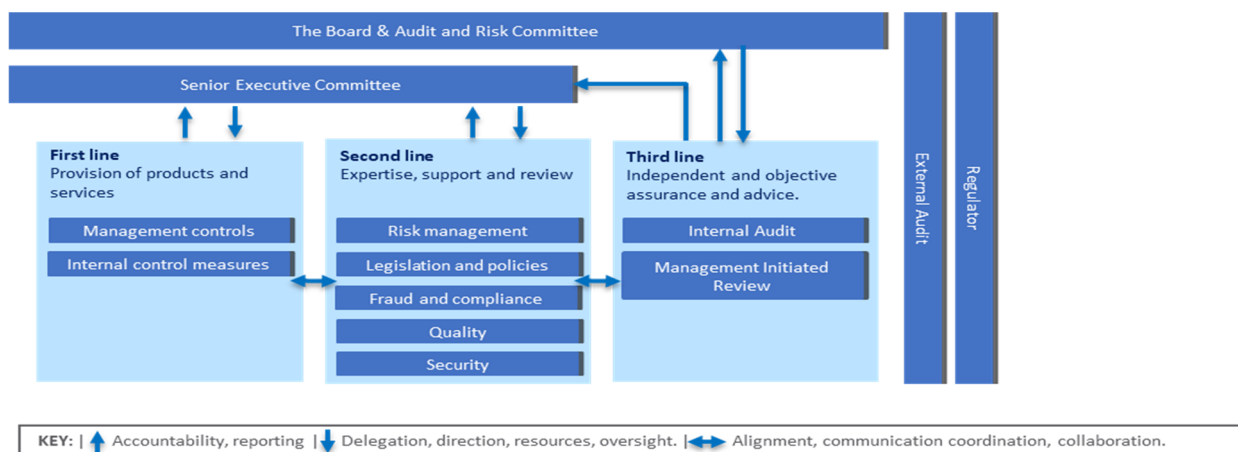 The Board & Audit and Risk Committee
Senior Executive Committee
First line
Provision of products and
services
Management controls
Internal control measures
Second line
Expertise, support and review
Risk management
Legislation and policies
Fraud and compliance
Quality
Security
Third line
Independent and objective
assurance and advice.
Internal Audit
Management Initiated
Review
External Audit
Regulator
KEY: | Accountability, reporting | Delegation, direction, resources, oversight. | Alignment, communication coordination, collaboration.